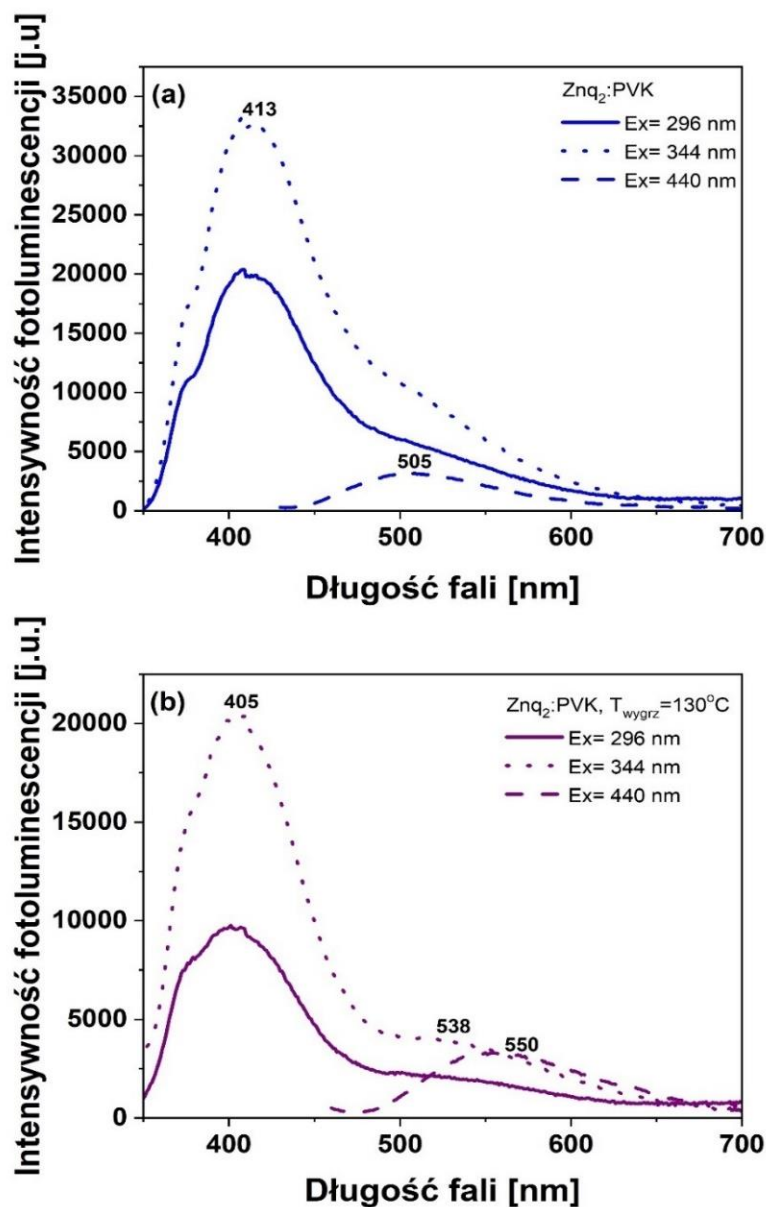 Intensywność fotoluminescencji [j.u]
(a)
Znq₂:PVK
Ex= 296 nm
Ex= 344 nm
Ex= 440 nm
413
505
35000
30000
25000
20000
15000
10000
5000
0
400
500
600
700
Długość fali [nm]
Intensywność fotoluminescencji [j.u.]
(b)
Znq₂:PVK, T_wygrz=130°C
Ex= 296 nm
Ex= 344 nm
Ex= 440 nm
405
538
550
20000
15000
10000
5000
0
400
500
600
700
Długość fali [nm]